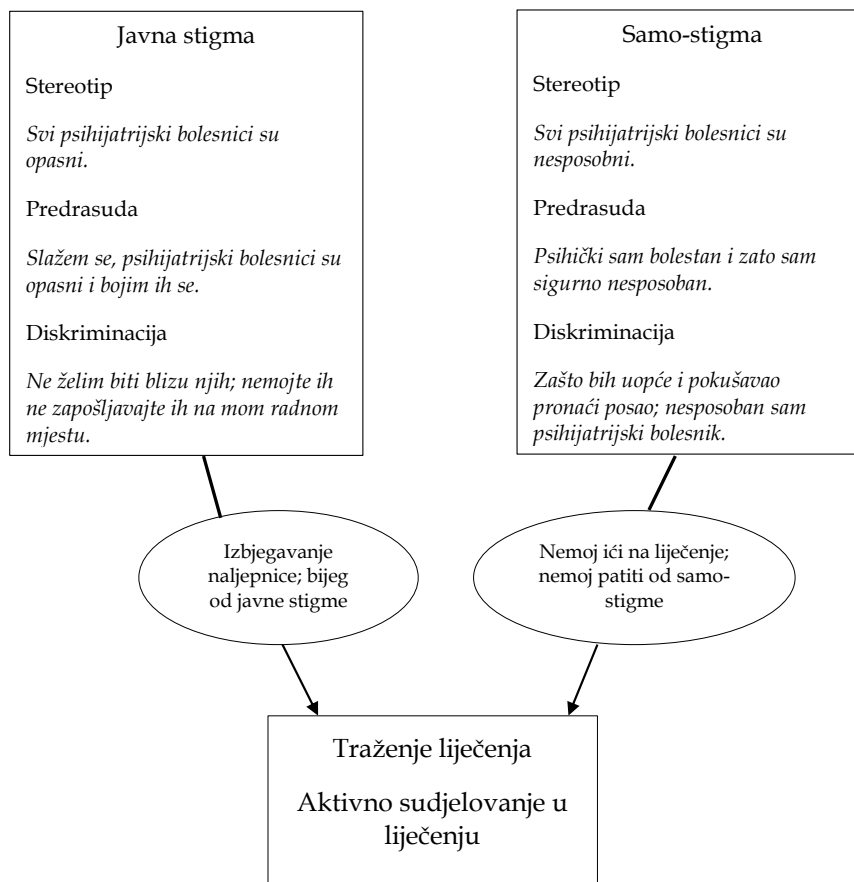 Javna stigma
Stereotip
Svi psihijatrijski bolesnici su
opasni.
Predrasuda
Slažem se, psihijatrijski bolesnici su
opasni i bojim ih se.
Diskriminacija
Ne želim biti blizu njih; nemojte ih
ne zapošljavajte ih na mom radnom
mjestu.
Samo-stigma
Stereotip
Svi psihijatrijski bolesnici su
nesposobni.
Predrasuda
Psihički sam bolestan i zato sam
sigurno nesposoban.
Diskriminacija
Zašto bih uopće i pokušavao
pronaći posao; nesposoban sam
psihijatrijski bolesnik.
Izbjegavanje
naljepnice; bijeg
od javne stigme
Nemoj ići na liječenje;
nemoj patiti od samo-
stigme
Traženje liječenja
Aktivno sudjelovanje u
liječenju